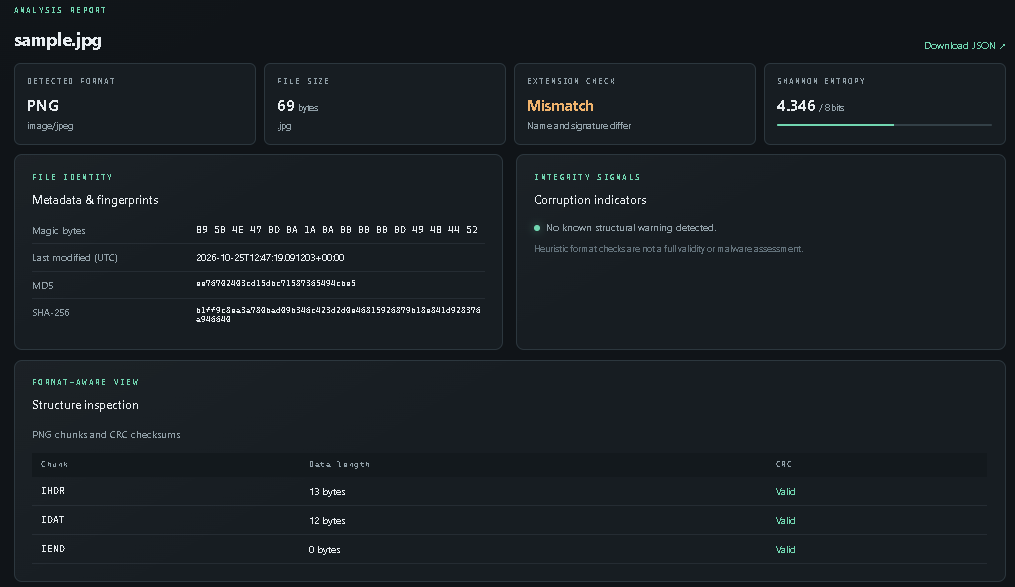 ANALYSIS REPORT
sample.jpg
Download JSON ↗
DETECTED FORMAT
PNG
image/jpeg
FILE SIZE
69 bytes
.jpg
EXTENSION CHECK
Mismatch
Name and signature differ
SHANNON ENTROPY
4.346 / 8 bits
FILE IDENTITY
Metadata & fingerprints
Magic bytes
89 50 4E 47 0D 0A 1A 0A 00 00 00 0D 49 48 44 52
Last modified (UTC)
2026-10-25T12:47:19.091203+00:00
MD5
SHA-256
INTEGRITY SIGNALS
Corruption indicators
No known structural warning detected.
Heuristic format checks are not a full validity or malware assessment.
FORMAT-AWARE VIEW
Structure inspection
PNG chunks and CRC checksums
Chunk Data length CRC
IHDR 13 bytes Valid
IDAT 12 bytes Valid
IEND 0 bytes Valid